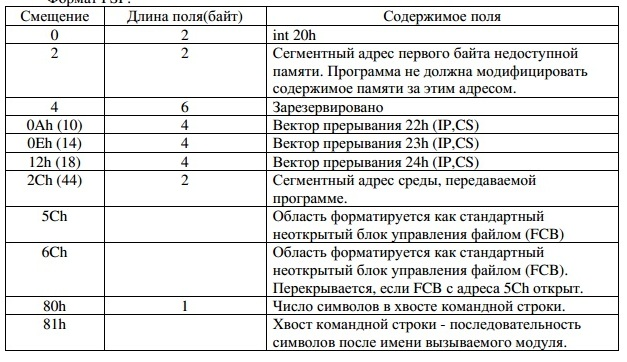 Формат PSP:
Смещение Длина поля(байт) Содержимое поля
0 2 int 20h
2 2 Сегментный адрес первого байта недоступной
памяти. Программа не должна модифицировать
содержимое памяти за этим адресом.
4 6 Зарезервировано
0Ah (10) 4 Вектор прерывания 22h (IP,CS)
0Eh (14) 4 Вектор прерывания 23h (IP,CS)
12h (18) 4 Вектор прерывания 24h (IP,CS)
2Ch (44) 2 Сегментный адрес среды, передаваемой
программе.
5Ch Область форматируется как стандартный
неоткрытый блок управления файлом (FCB)
6Ch Область форматируется как стандартный
неоткрытый блок управления файлом (FCB).
Перекрывается, если FCB с адреса 5Ch открыт.
80h 1 Число символов в хвосте командной строки.
81h Хвост командной строки - последовательность
символов после имени вызываемого модуля.